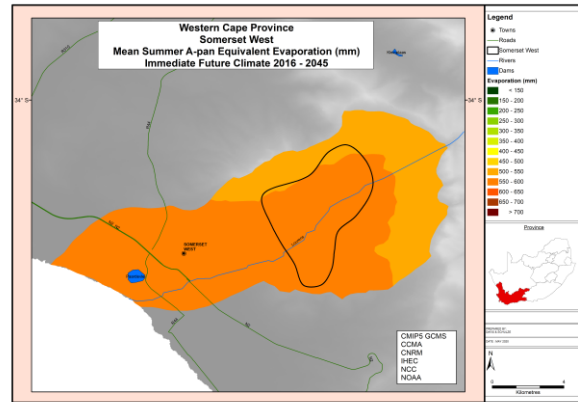 Western Cape Province
Somerset West
Mean Summer A-pan Equivalent Evaporation (mm)
Immediate Future Climate 2016 - 2045
34° S
34° S
SOMERSET
WEST
CMIP5 GCMS
CCMA
CNRM
IHEC
NCC
NOAA
Legend
Towns
Roads
Somerset West
Rivers
Dams
Evaporation (mm)
< 150
150 - 200
200 - 250
250 - 300
300 - 350
350 - 400
400 - 450
450 - 500
500 - 550
550 - 600
600 - 650
650 - 700
> 700
Province
N
0
4
Kilometres